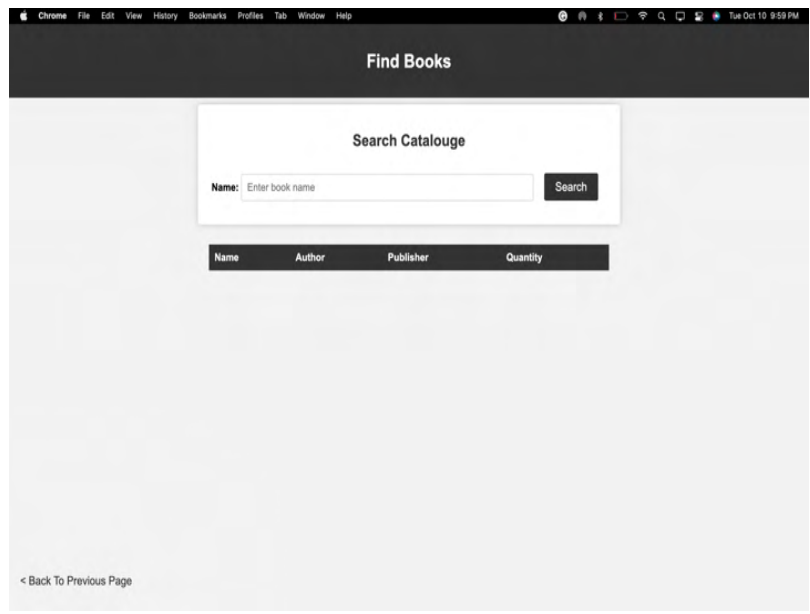 Chrome File Edit View History Bookmarks Profiles Tab Window Help Tue Oct 10 9:59 PM
Find Books
Search Catalouge
Name: Enter book name Search
Name Author Publisher Quantity
< Back To Previous Page